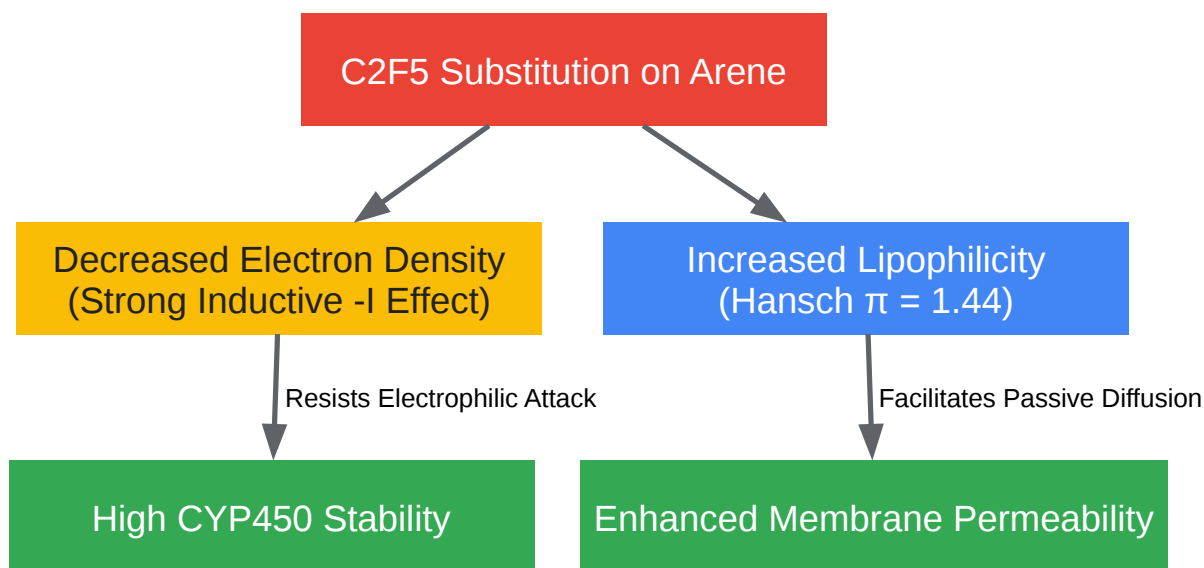 C2F5 Substitution on Arene
Decreased Electron Density
(Strong Inductive -I Effect)
Increased Lipophilicity
(Hansch π = 1.44)
Resists Electrophilic Attack
Facilitates Passive Diffusion
High CYP450 Stability
Enhanced Membrane Permeability